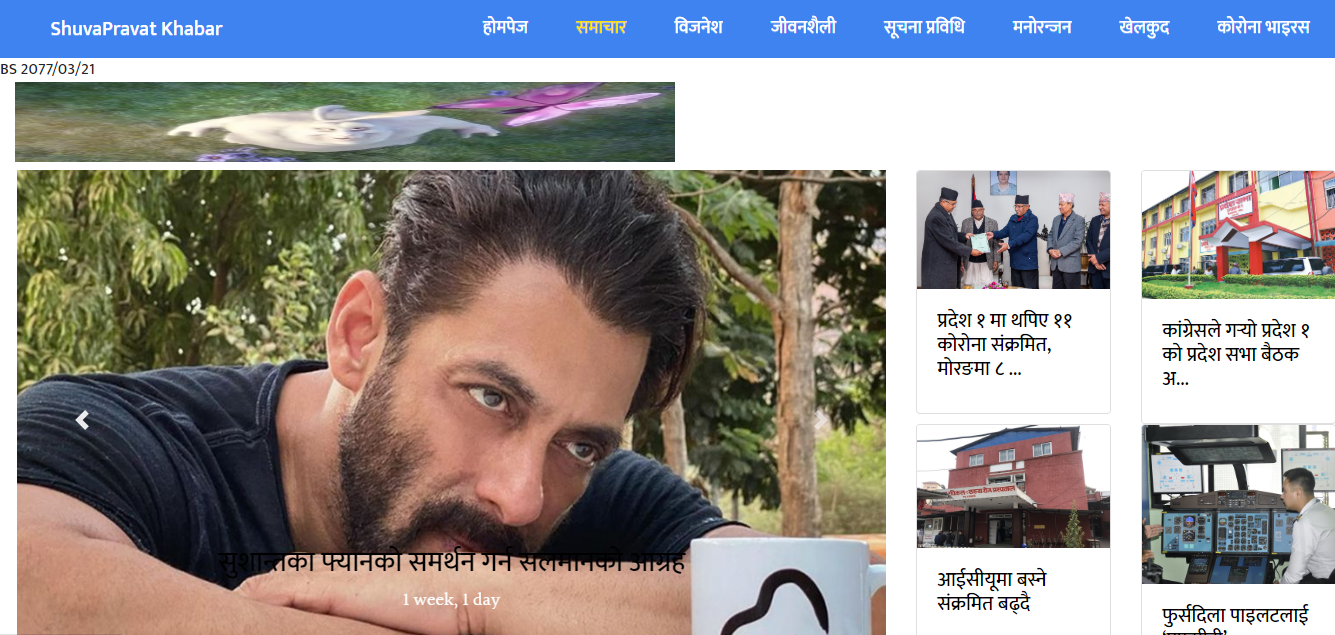 ShuvaPravat Khabar
होमपेज समाचार विजनेश जीवनशैली सूचना प्रविधि मनोरन्जन खेलकुद कोरोना भाइरस
BS 2077/03/21
सुशान्तका फ्यानको समर्थन गर्न सलमानको आग्रह
1 week, 1 day
प्रदेश १ मा थपिए ११
कोरोना संक्रमित,
मोरङमा ८ ...
कांग्रेसले गर्‍यो प्रदेश १
को प्रदेश सभा बैठक
अ...
आईसीयूमा बस्ने
संक्रमित बढ्दै
फुर्सदिला पाइलटलाई